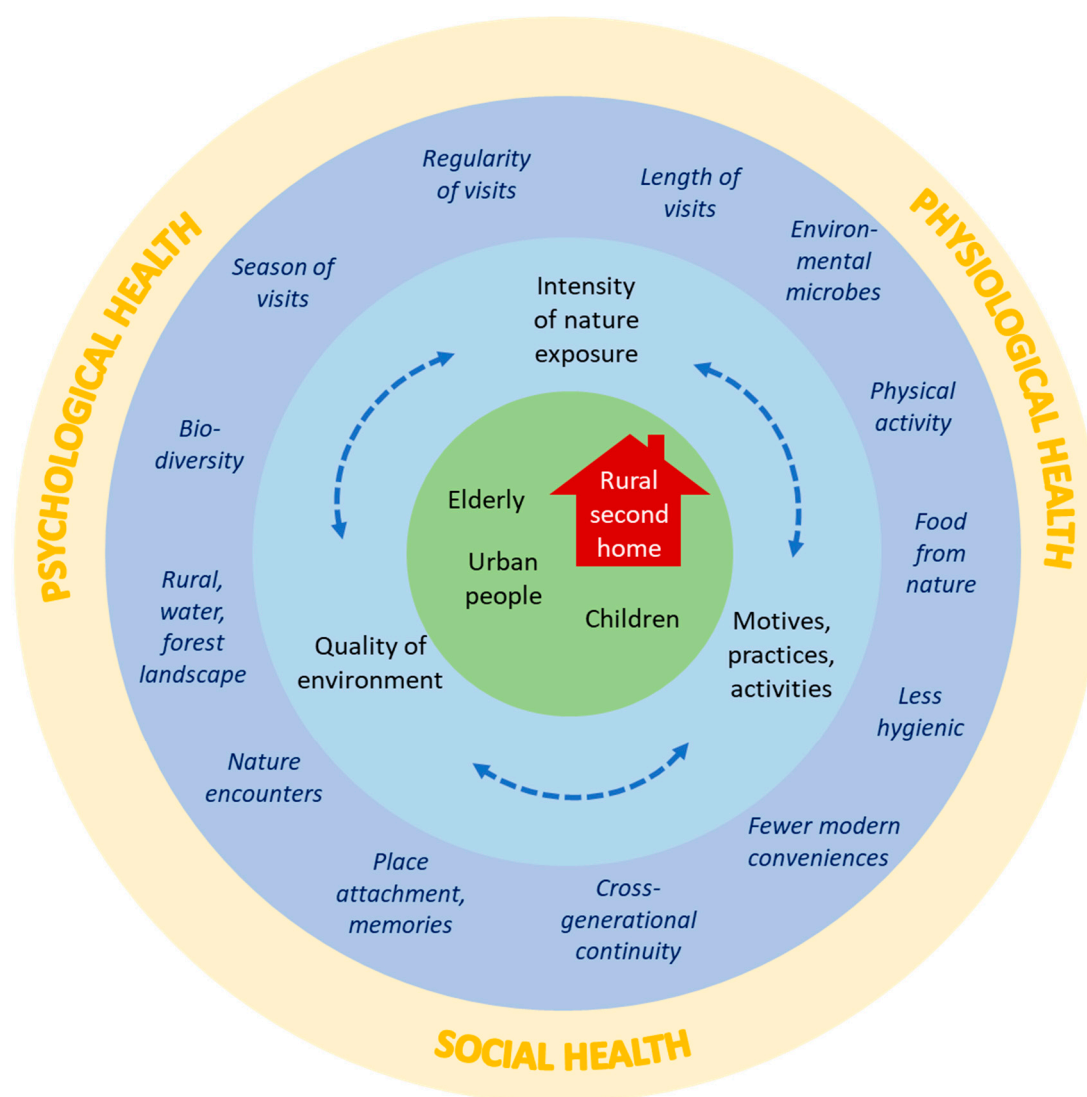 Regularity
of visits
Length of
visits
Environ-
mental
microbes
Season of
visits
PSYCHOLOGICAL HEALTH
PHYSIOLOGICAL HEALTH
Intensity
of nature
exposure
Physical
activity
Bio-
diversity
Elderly
Rural
second
home
Urban
people
Children
Food
from
nature
Rural,
water,
forest
landscape
Quality of
environment
Motives,
practices,
activities
Less
hygienic
Nature
encounters
Fewer modern
conveniences
Place
attachment,
memories
Cross-
generational
continuity
SOCIAL HEALTH